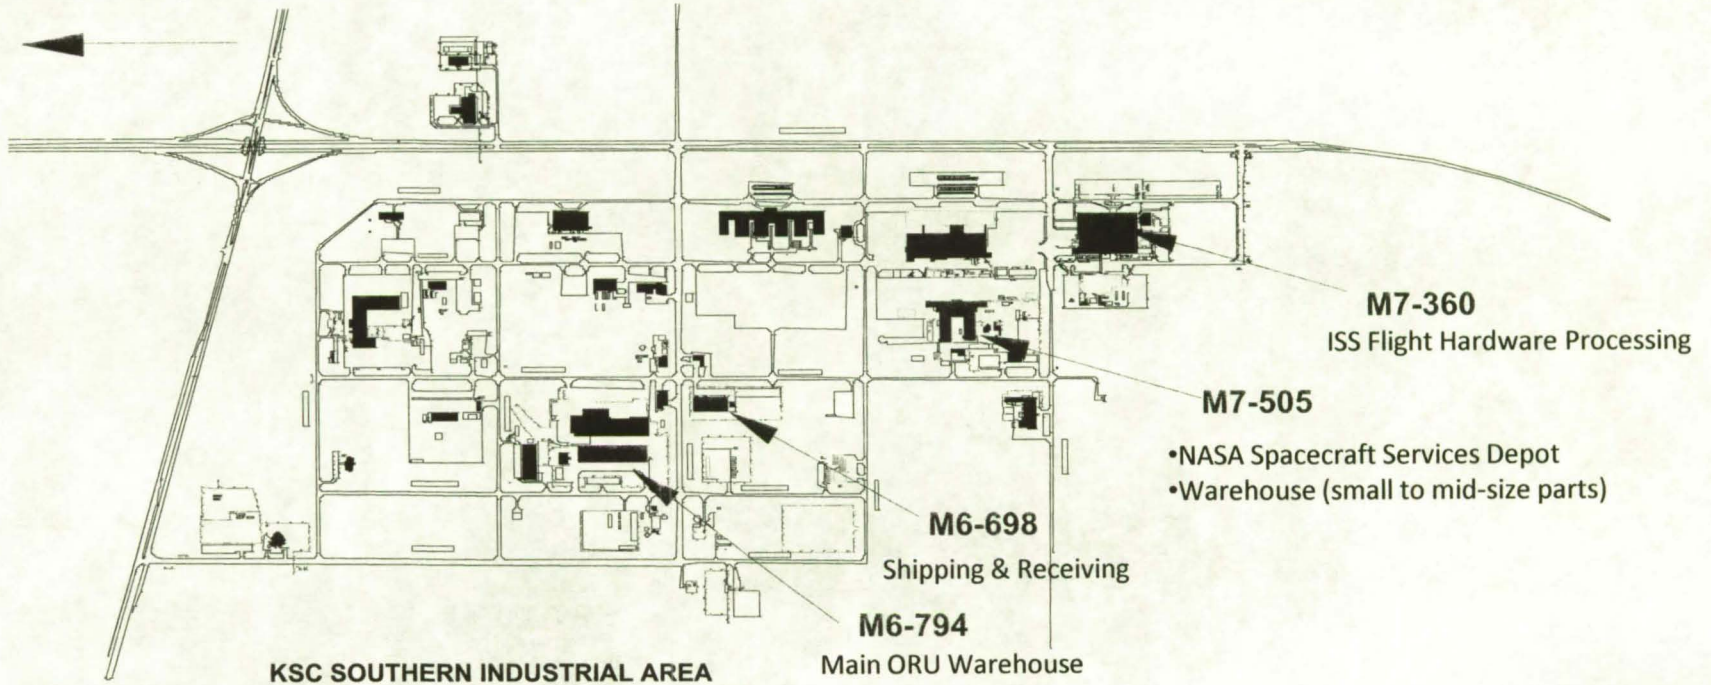 M7-360
ISS Flight Hardware Processing
M7-505
•NASA Spacecraft Services Depot
•Warehouse (small to mid-size parts)
M6-698
Shipping & Receiving
M6-794
Main ORU Warehouse
KSC SOUTHERN INDUSTRIAL AREA